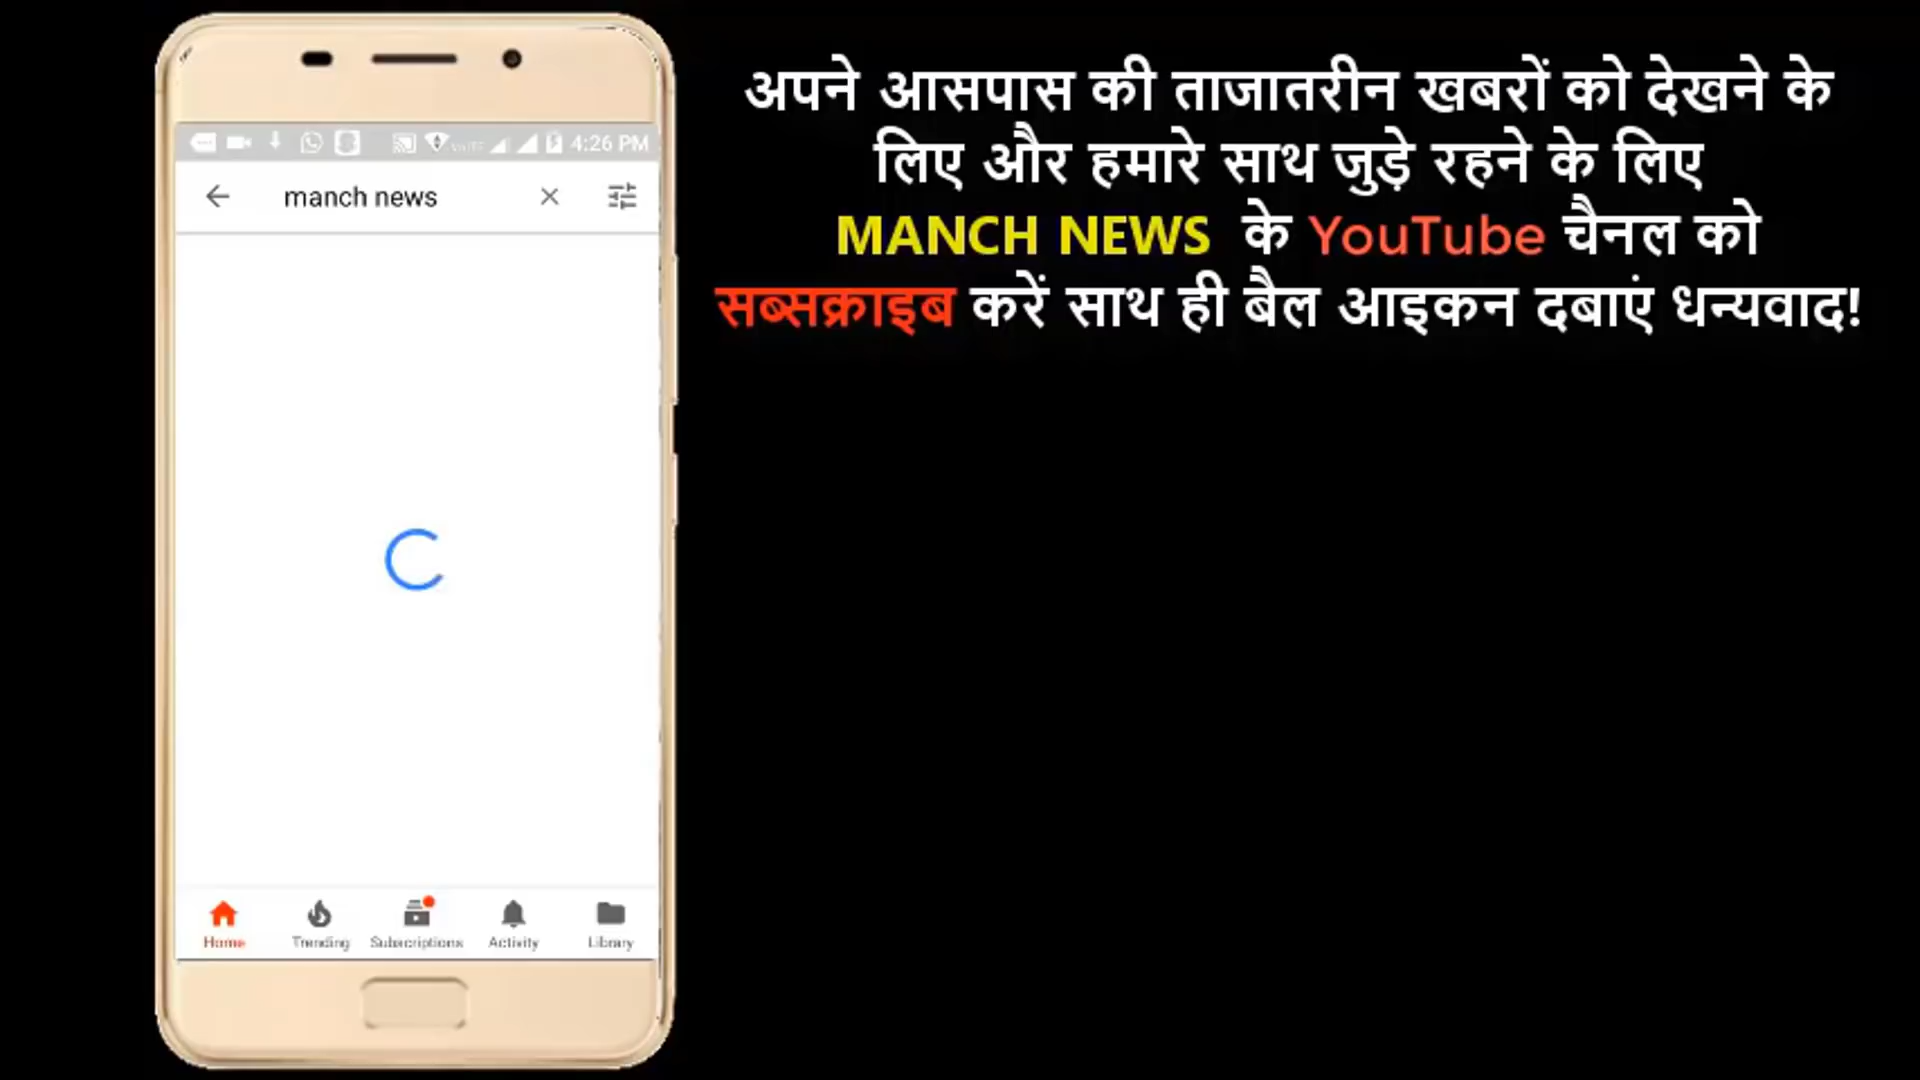 अपने आसपास की ताजातरीन खबरों को देखने के
लिए और हमारे साथ जुड़े रहने के लिए
MANCH NEWS के YouTube चैनल को
सब्सक्राइब करें साथ ही बैल आइकन दबाएं धन्यवाद!
4:26 PM
manch news
Home Trending Subscriptions Activity Library